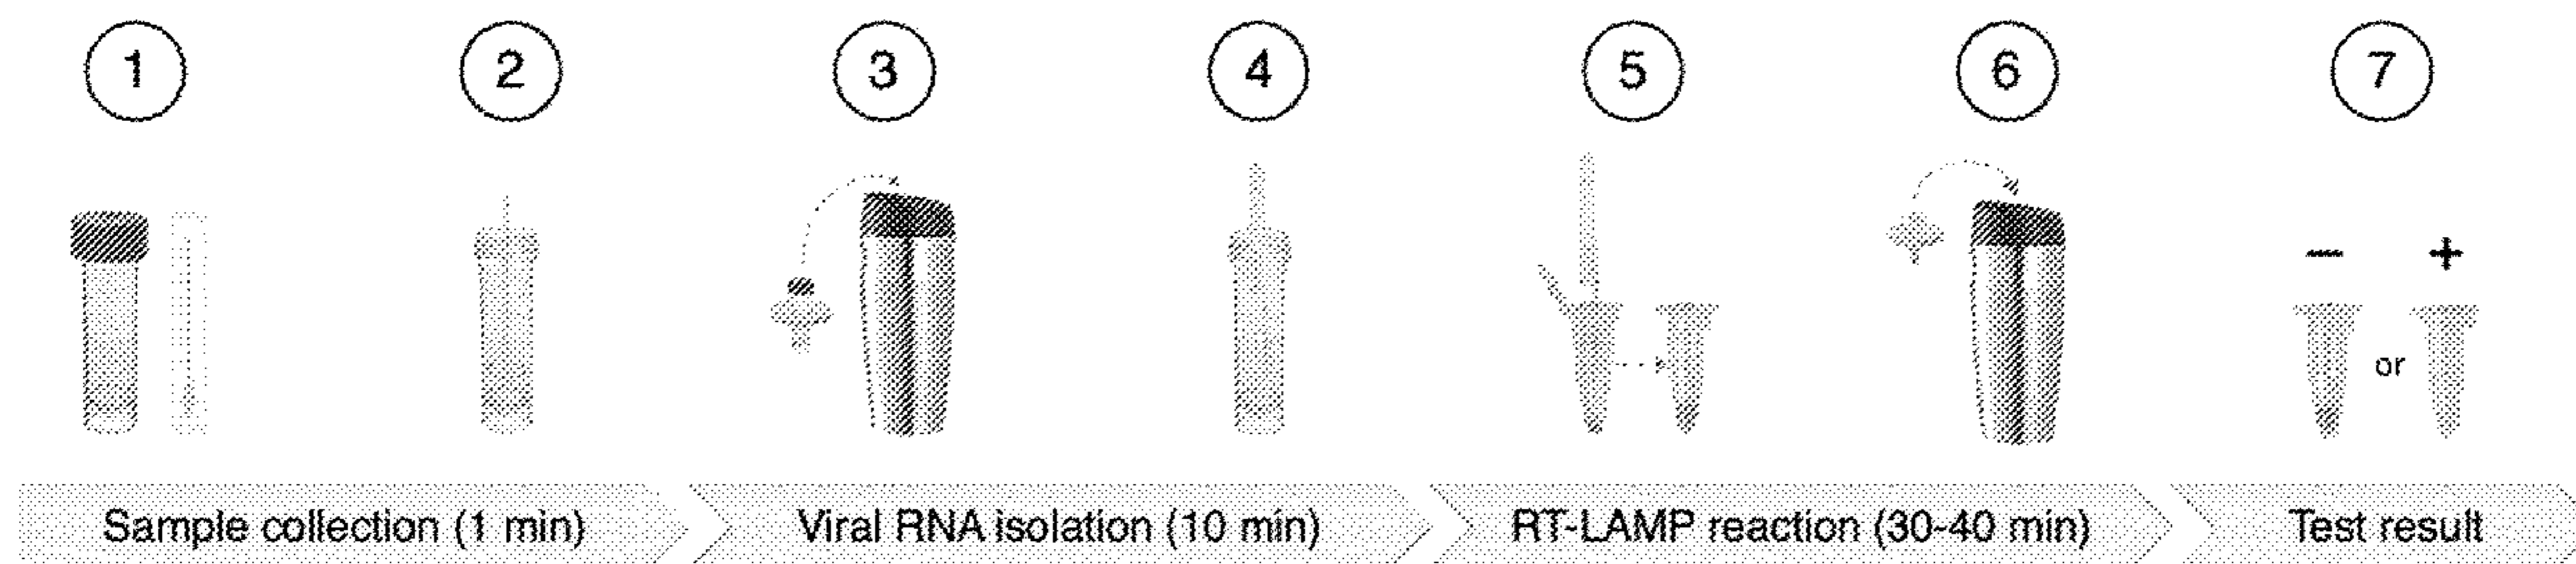 1 2 3 4 5 6 7
− +
or
Sample collection (1 min) Viral RNA isolation (10 min) RT-LAMP reaction (30-40 min) Test result